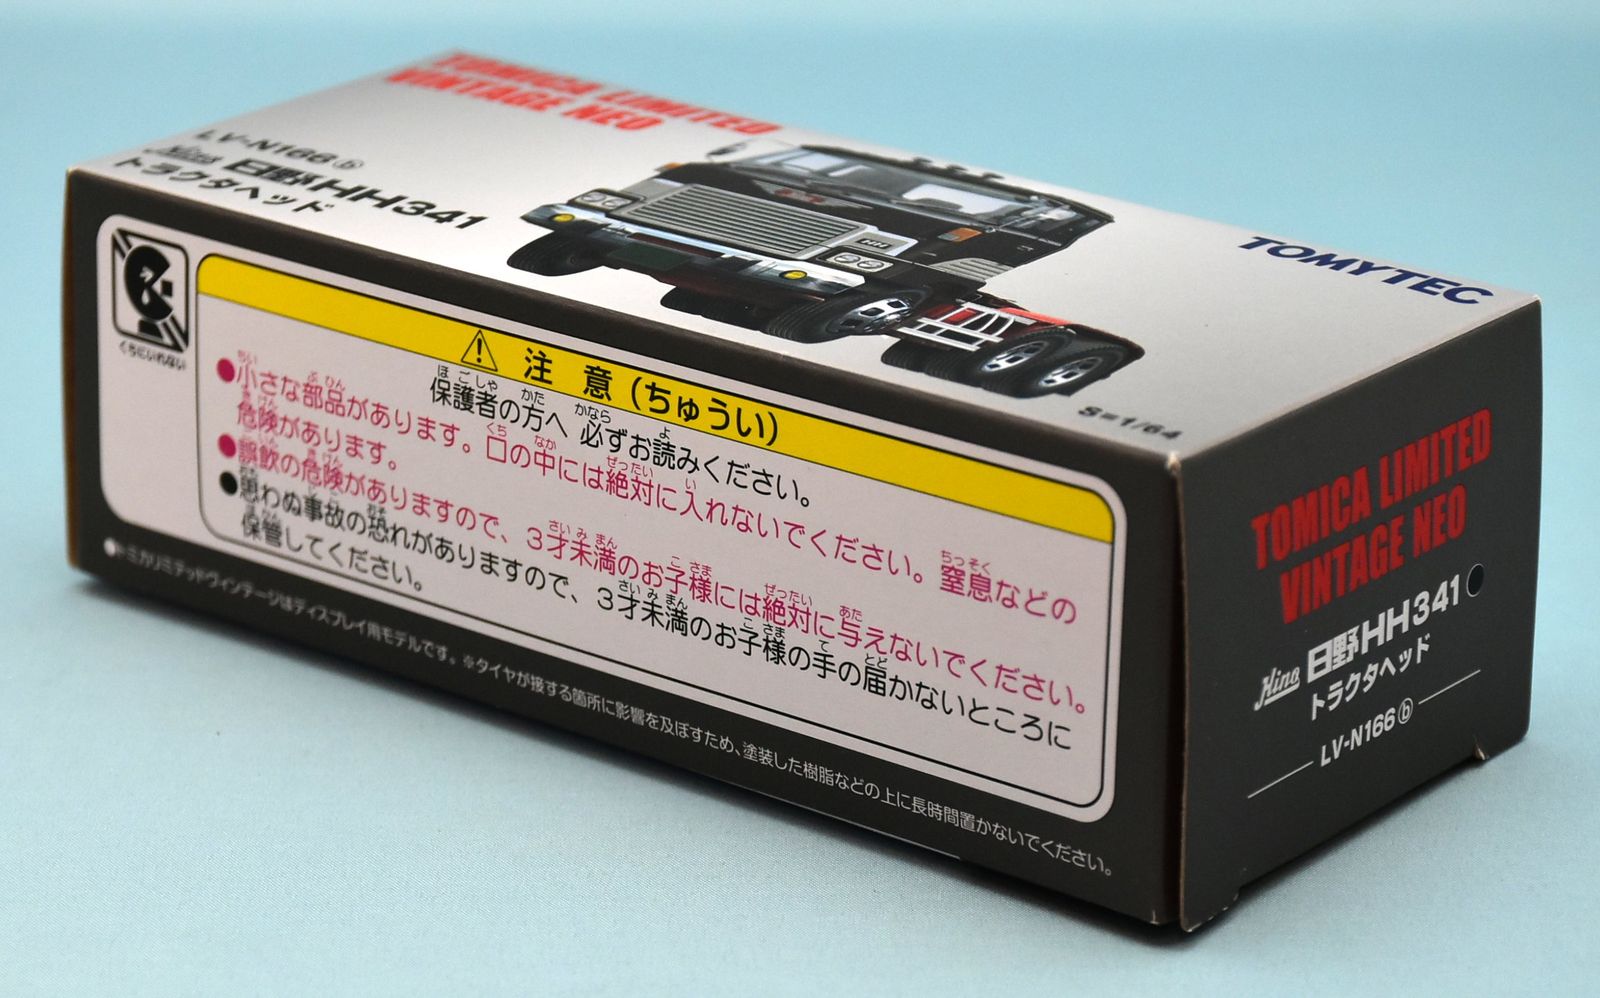 TOMICA LIMITED
VINTAGE NEO
LV-N166ⓑ
Hino 日野HH341
トラクタヘッド
HH
TOMYTEC
S=1/64
くちにいれない
注 意(ちゅうい)
保護者の方へ 必ずお読みください。
●小さな部品があります。口の中には絶対に入れないでください。窒息などの
危険があります。
●誤飲の危険がありますので、3才未満のお子様には絶対に与えないでください。
●思わぬ事故の恐れがありますので、3才未満のお子様の手の届かないところに
保管してください。
●トミカリミテッドヴィンテージはディスプレイ用モデルです。※タイヤが接する箇所に影響を及ぼすため、塗装した樹脂などの上に長時間置かないでください。
TOMICA LIMITED
VINTAGE NEO
Hino 日野HH341
トラクタヘッド
LV-N166ⓑ